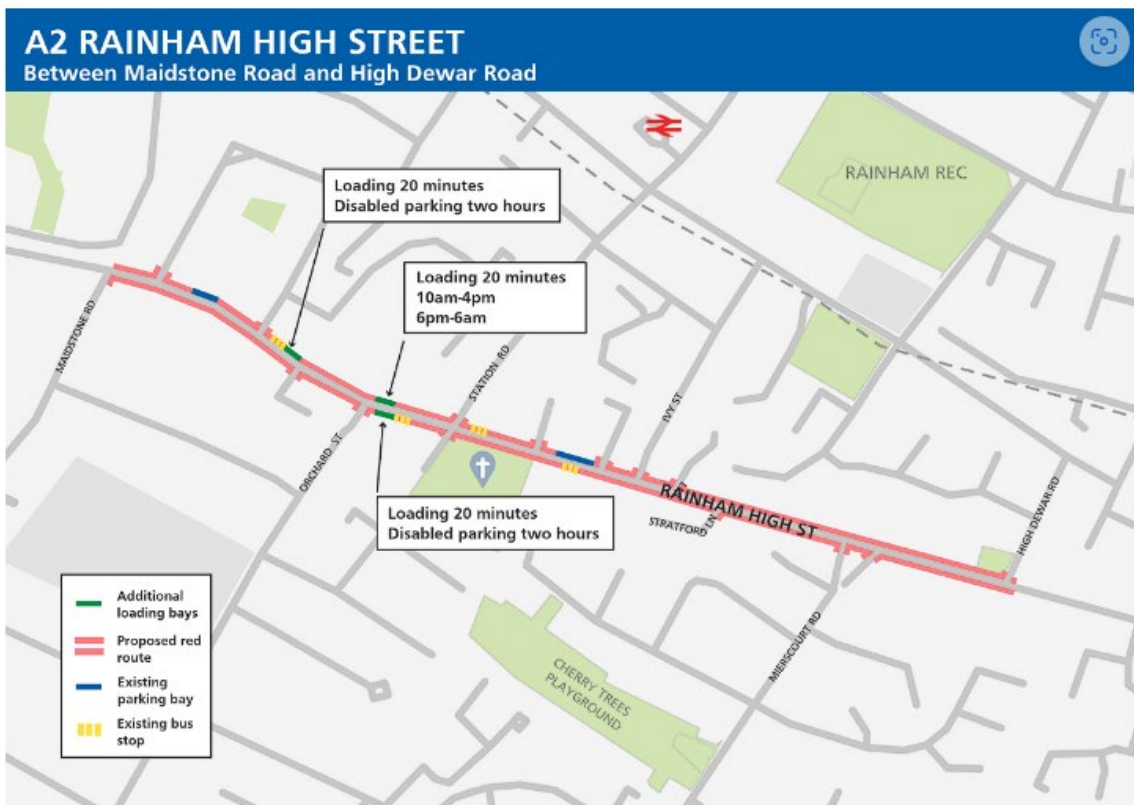 A2 RAINHAM HIGH STREET
Between Maidstone Road and High Dewar Road
RAINHAM REC
Loading 20 minutes
Disabled parking two hours
Loading 20 minutes
10am-4pm
6pm-6am
MAIDSTONE RD
STATION RD
IVY ST
ORCHARD ST
RAINHAM HIGH ST
STRATFORD LN
HIGH DEWAR RD
Loading 20 minutes
Disabled parking two hours
MIERSCOURT RD
CHERRY TREES
PLAYGROUND
Additional
loading bays
Proposed red
route
Existing
parking bay
Existing bus
stop